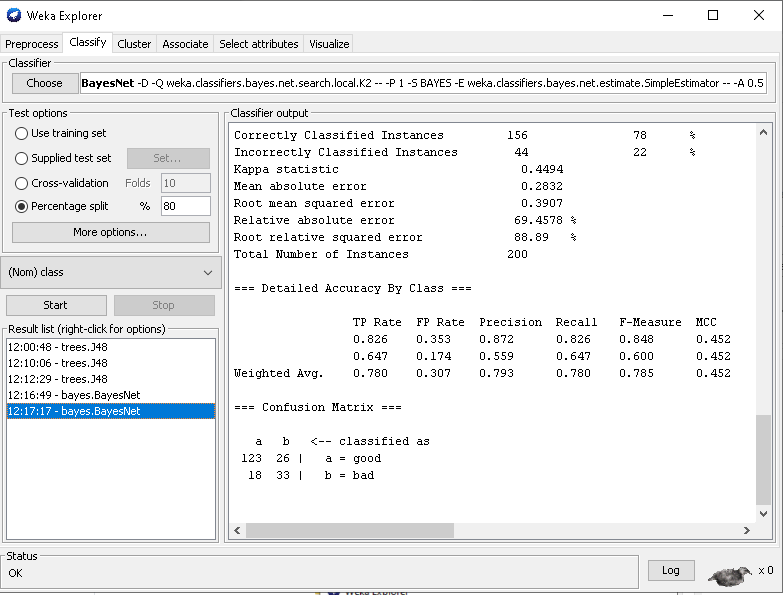 Weka Explorer
Preprocess Classify Cluster Associate Select attributes Visualize
Classifier
Choose BayesNet -D -Q weka.classifiers.bayes.net.search.local.K2 -- -P 1 -S BAYES -E weka.classifiers.bayes.net.estimate.SimpleEstimator -- -A 0.5
Test options
Use training set
Supplied test set Set...
Cross-validation Folds 10
Percentage split % 80
More options...
(Nom) class
Start Stop
Result list (right-click for options)
12:00:48 - trees.J48
12:10:06 - trees.J48
12:12:29 - trees.J48
12:16:49 - bayes.BayesNet
12:17:17 - bayes.BayesNet
Classifier output
Correctly Classified Instances 156 78 %
Incorrectly Classified Instances 44 22 %
Kappa statistic 0.4494
Mean absolute error 0.2832
Root mean squared error 0.3907
Relative absolute error 69.4578 %
Root relative squared error 88.89 %
Total Number of Instances 200
=== Detailed Accuracy By Class ===
TP Rate FP Rate Precision Recall F-Measure MCC
0.826 0.353 0.872 0.826 0.848 0.452
0.647 0.174 0.559 0.647 0.600 0.452
Weighted Avg. 0.780 0.307 0.793 0.780 0.785 0.452
=== Confusion Matrix ===
a b <-- classified as
123 26 | a = good
18 33 | b = bad
Status
OK
Log x 0
Weka Explorer